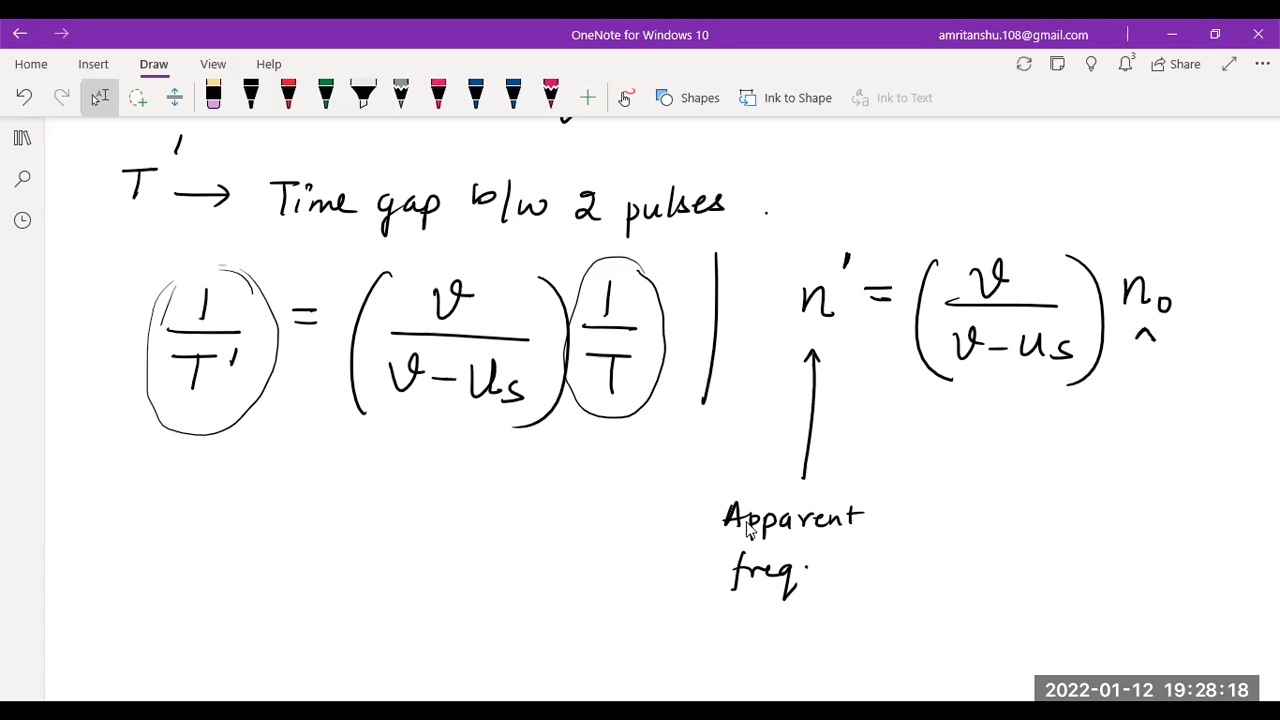 OneNote for Windows 10
amritanshu.108@gmail.com
Home Insert Draw View Help
Share
Shapes
Ink to Shape
Ink to Text
T' → Time gap b/w 2 pulses .
1/T' = (v/(v-us)) 1/T | n' = (v/(v-us)) n0
Apparent
freq.
2022-01-12 19:28:18